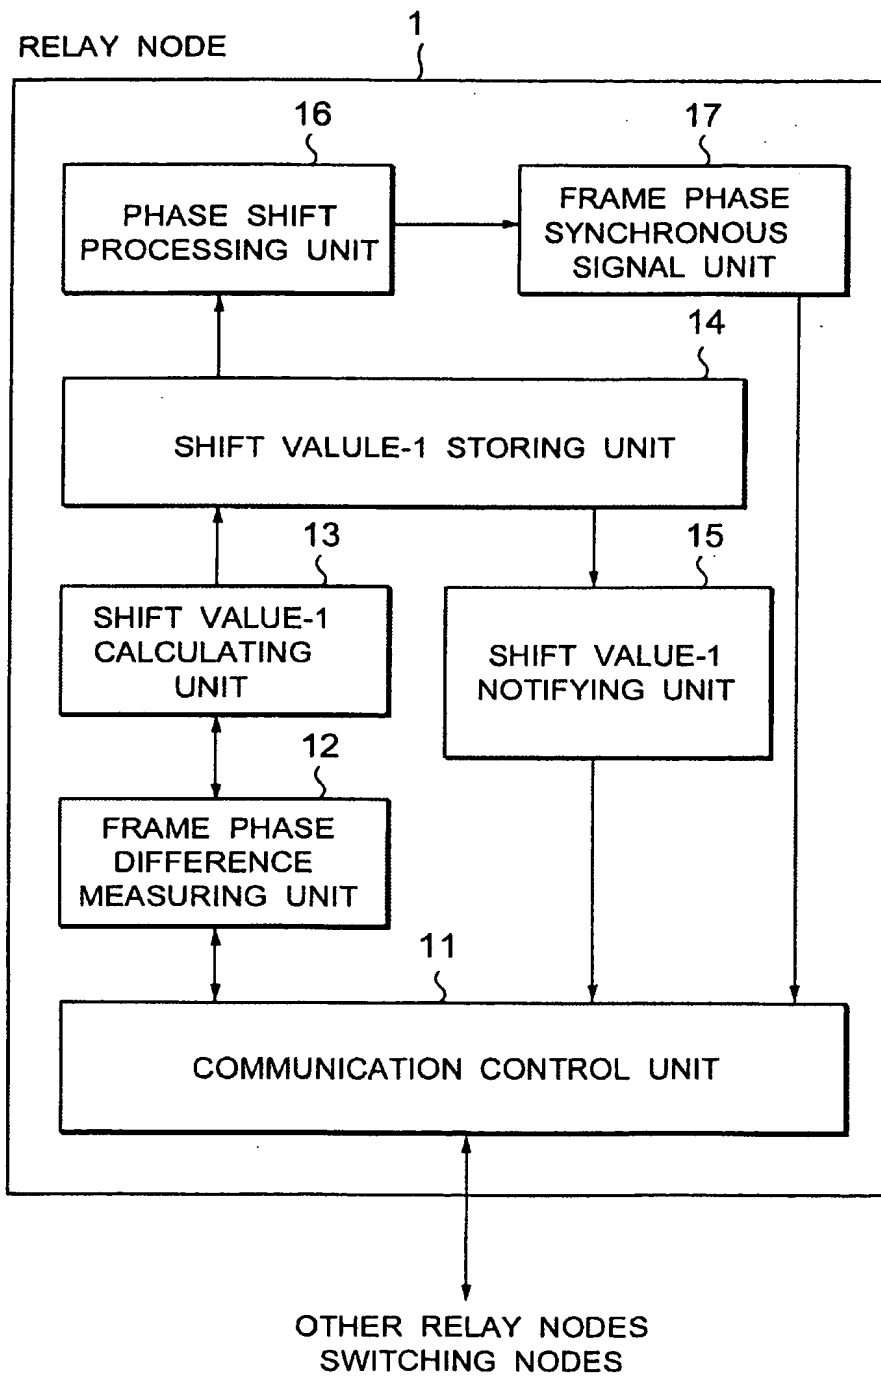 1
RELAY NODE
16
17
PHASE SHIFT
PROCESSING UNIT
FRAME PHASE
SYNCHRONOUS
SIGNAL UNIT
14
SHIFT VALULE-1 STORING UNIT
13
15
SHIFT VALUE-1
CALCULATING
UNIT
SHIFT VALUE-1
NOTIFYING UNIT
12
FRAME PHASE
DIFFERENCE
MEASURING UNIT
11
COMMUNICATION CONTROL UNIT
OTHER RELAY NODES
SWITCHING NODES